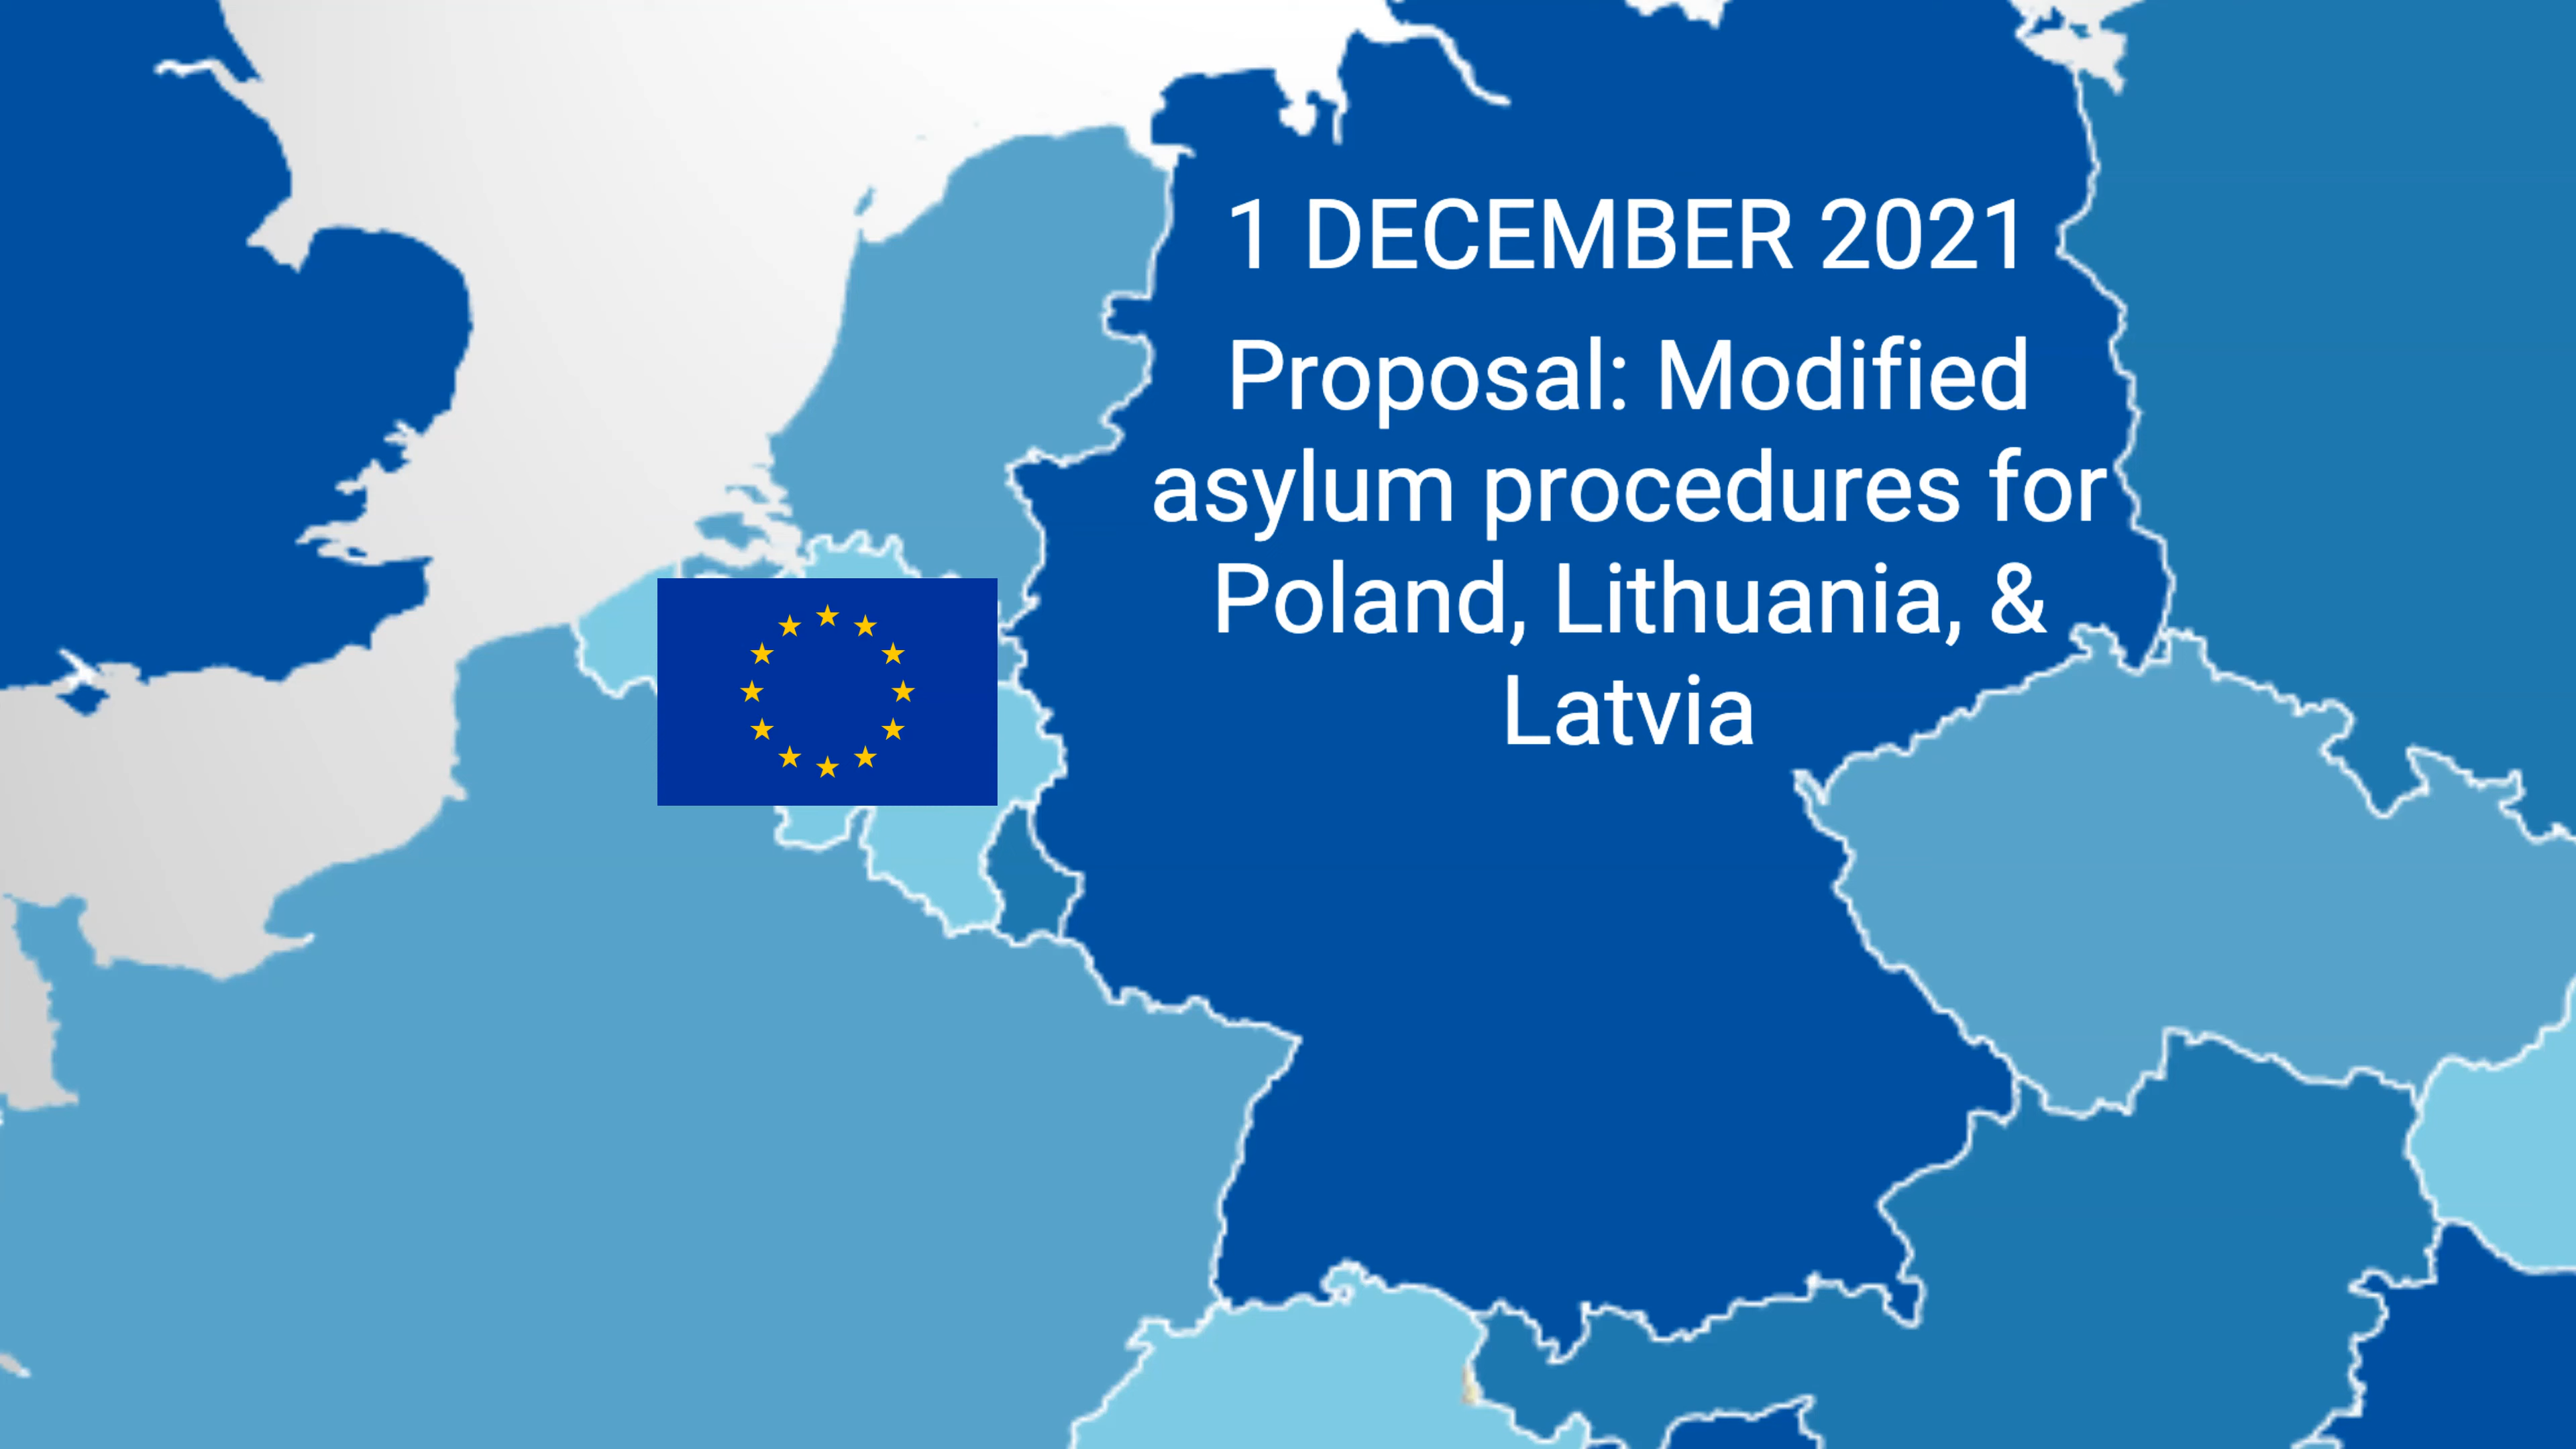 1 DECEMBER 2021
Proposal: Modified
asylum procedures for
Poland, Lithuania, &
Latvia